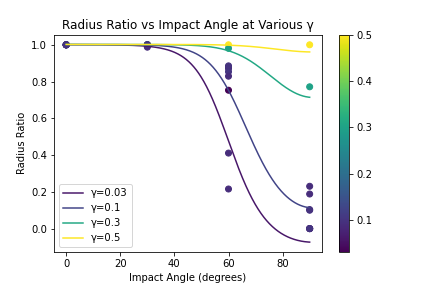 Radius Ratio vs Impact Angle at Various γ
Radius Ratio
1.0
0.8
0.6
0.4
0.2
0.0
γ=0.03
γ=0.1
γ=0.3
γ=0.5
0
20
40
60
80
Impact Angle (degrees)
0.5
0.4
0.3
0.2
0.1